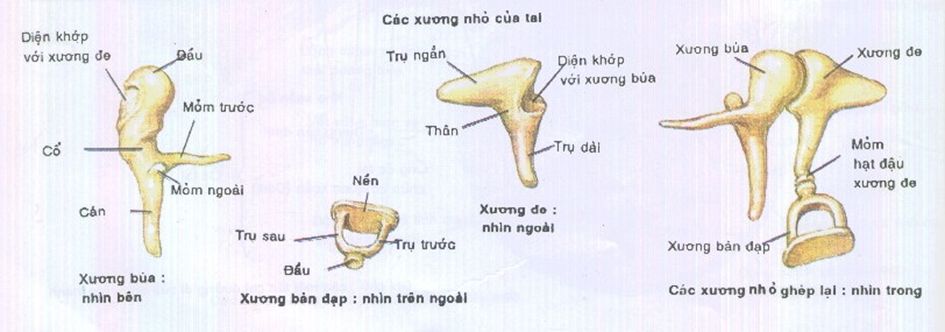 Các xương nhỏ của tai
Diện khớp
với xương đe
Đầu
Mỏm trước
Cổ
Mỏm ngoài
Cán
Xương búa :
nhìn bên
Nền
Trụ sau
Trụ trước
Đầu
Xương bàn đạp : nhìn trên ngoài
Trụ ngắn
Diện khớp
với xương búa
Thân
Trụ dài
Xương đe :
nhìn ngoài
Xương búa
Xương đe
Mỏm
hạt đậu
xương đe
Xương bàn đạp
Các xương nhỏ ghép lại : nhìn trong